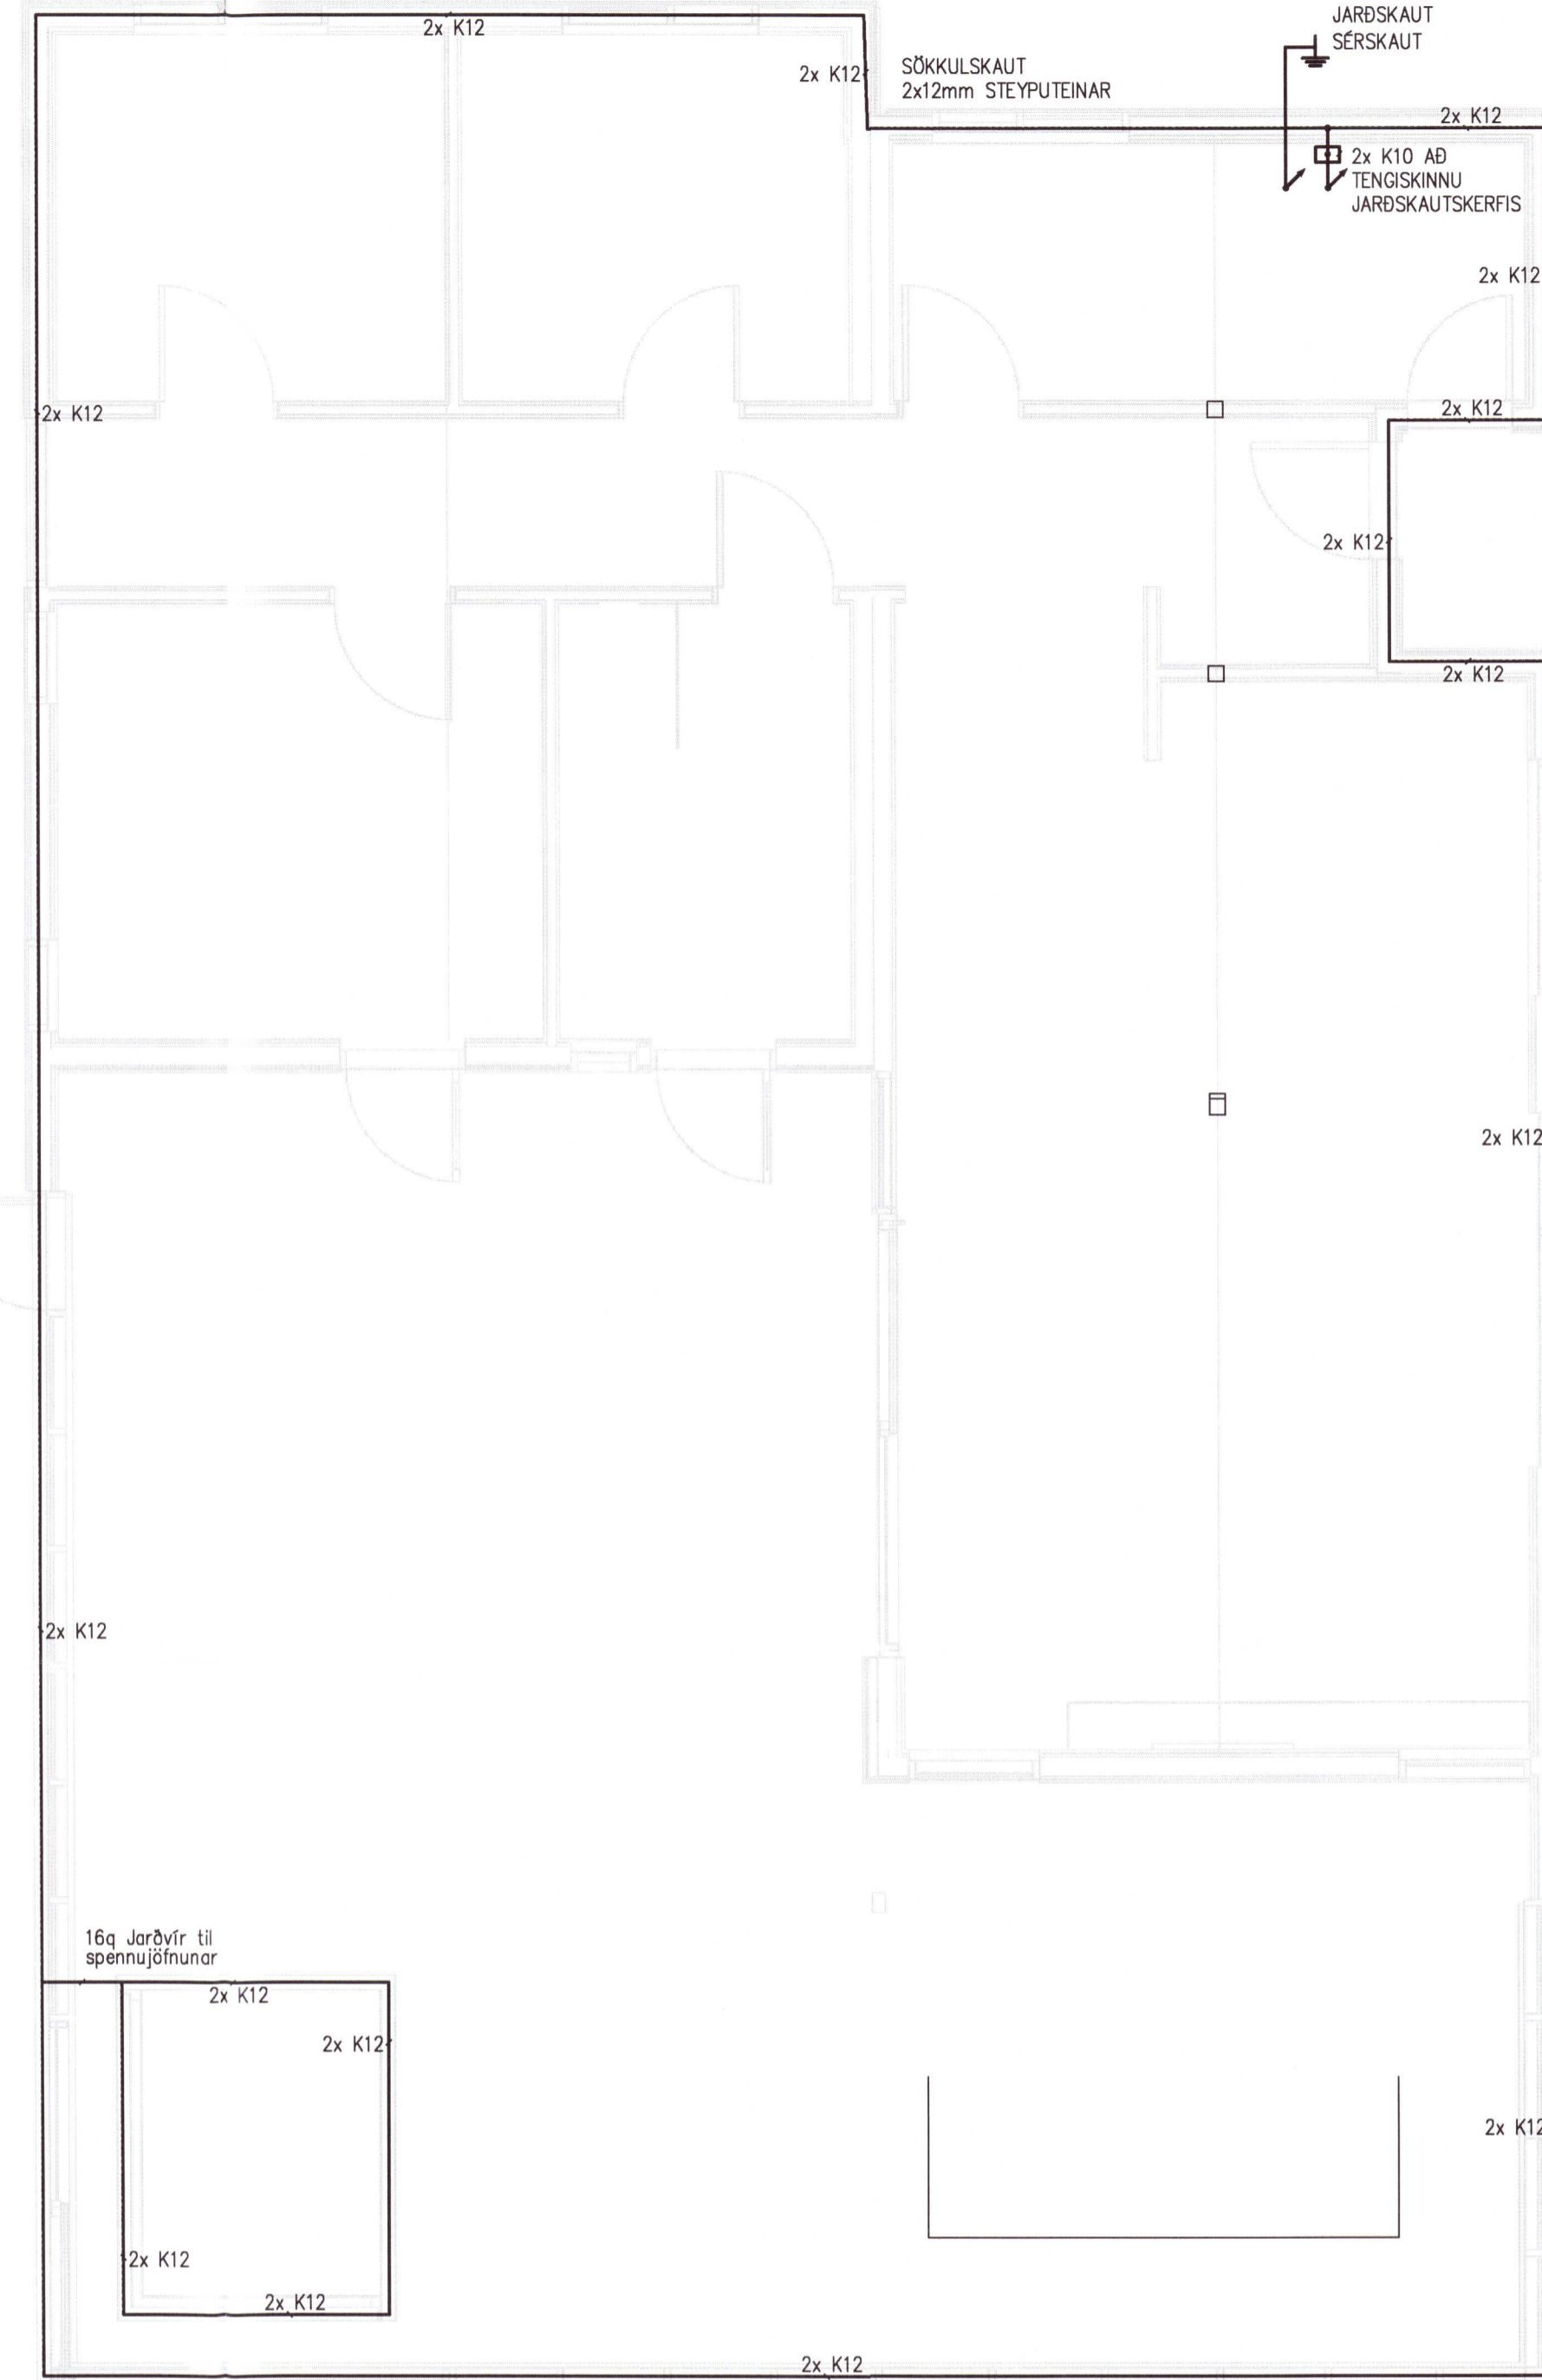 JARÐSKAUT
SÉRSKAUT
2x K12
2x K12
SÖKKULSKAUT
2x12mm STEYPUTEINAR
2x K12
2x K10 AÐ
TENGISKINNU
JARÐSKAUTSKERFIS
2x K12
2x K12
2x K12
2x K12
2x K12
2x K12
2x K12
16q Jarðvír til
spennujöfnunar
2x K12
2x K12
2x K12
2x K12
2x K12
2x K12